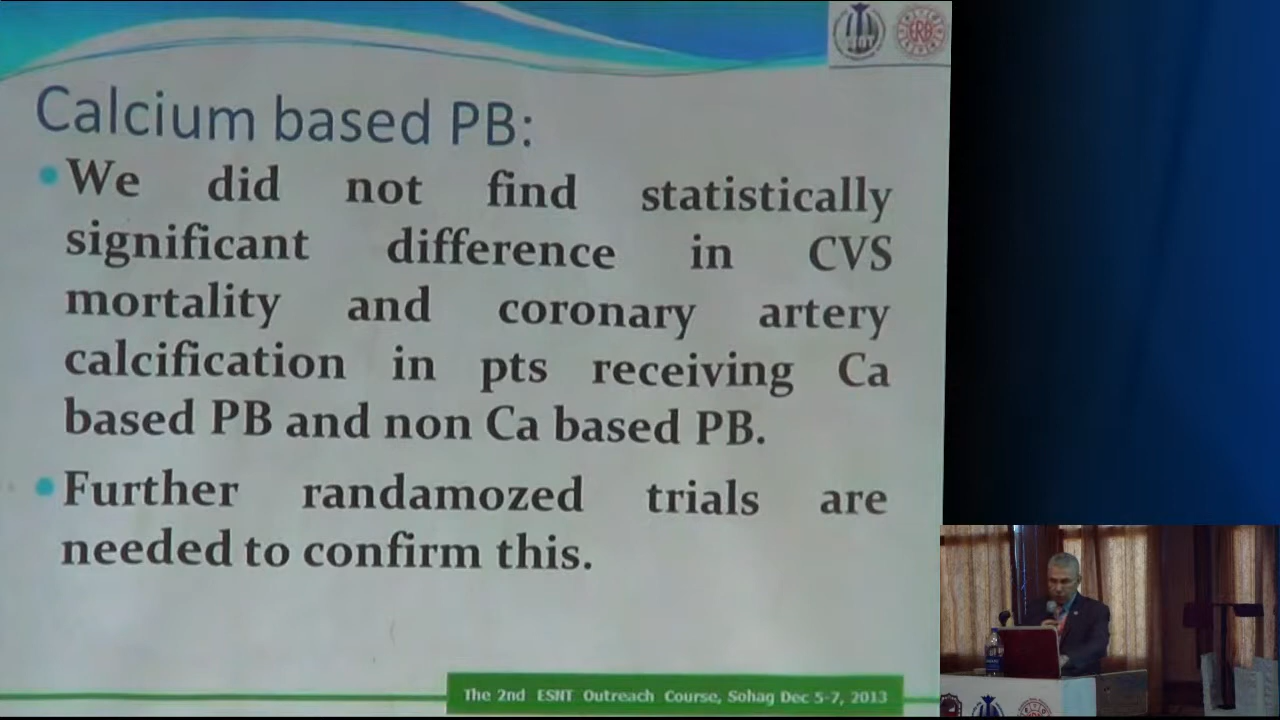 Calcium based PB:
We did not find statistically
significant difference in CVS
mortality and coronary artery
calcification in pts receiving Ca
based PB and non Ca based PB.
Further randamozed trials are
needed to confirm this.
The 2nd ESNT Outreach Course, Sohag Dec 5-7, 2013